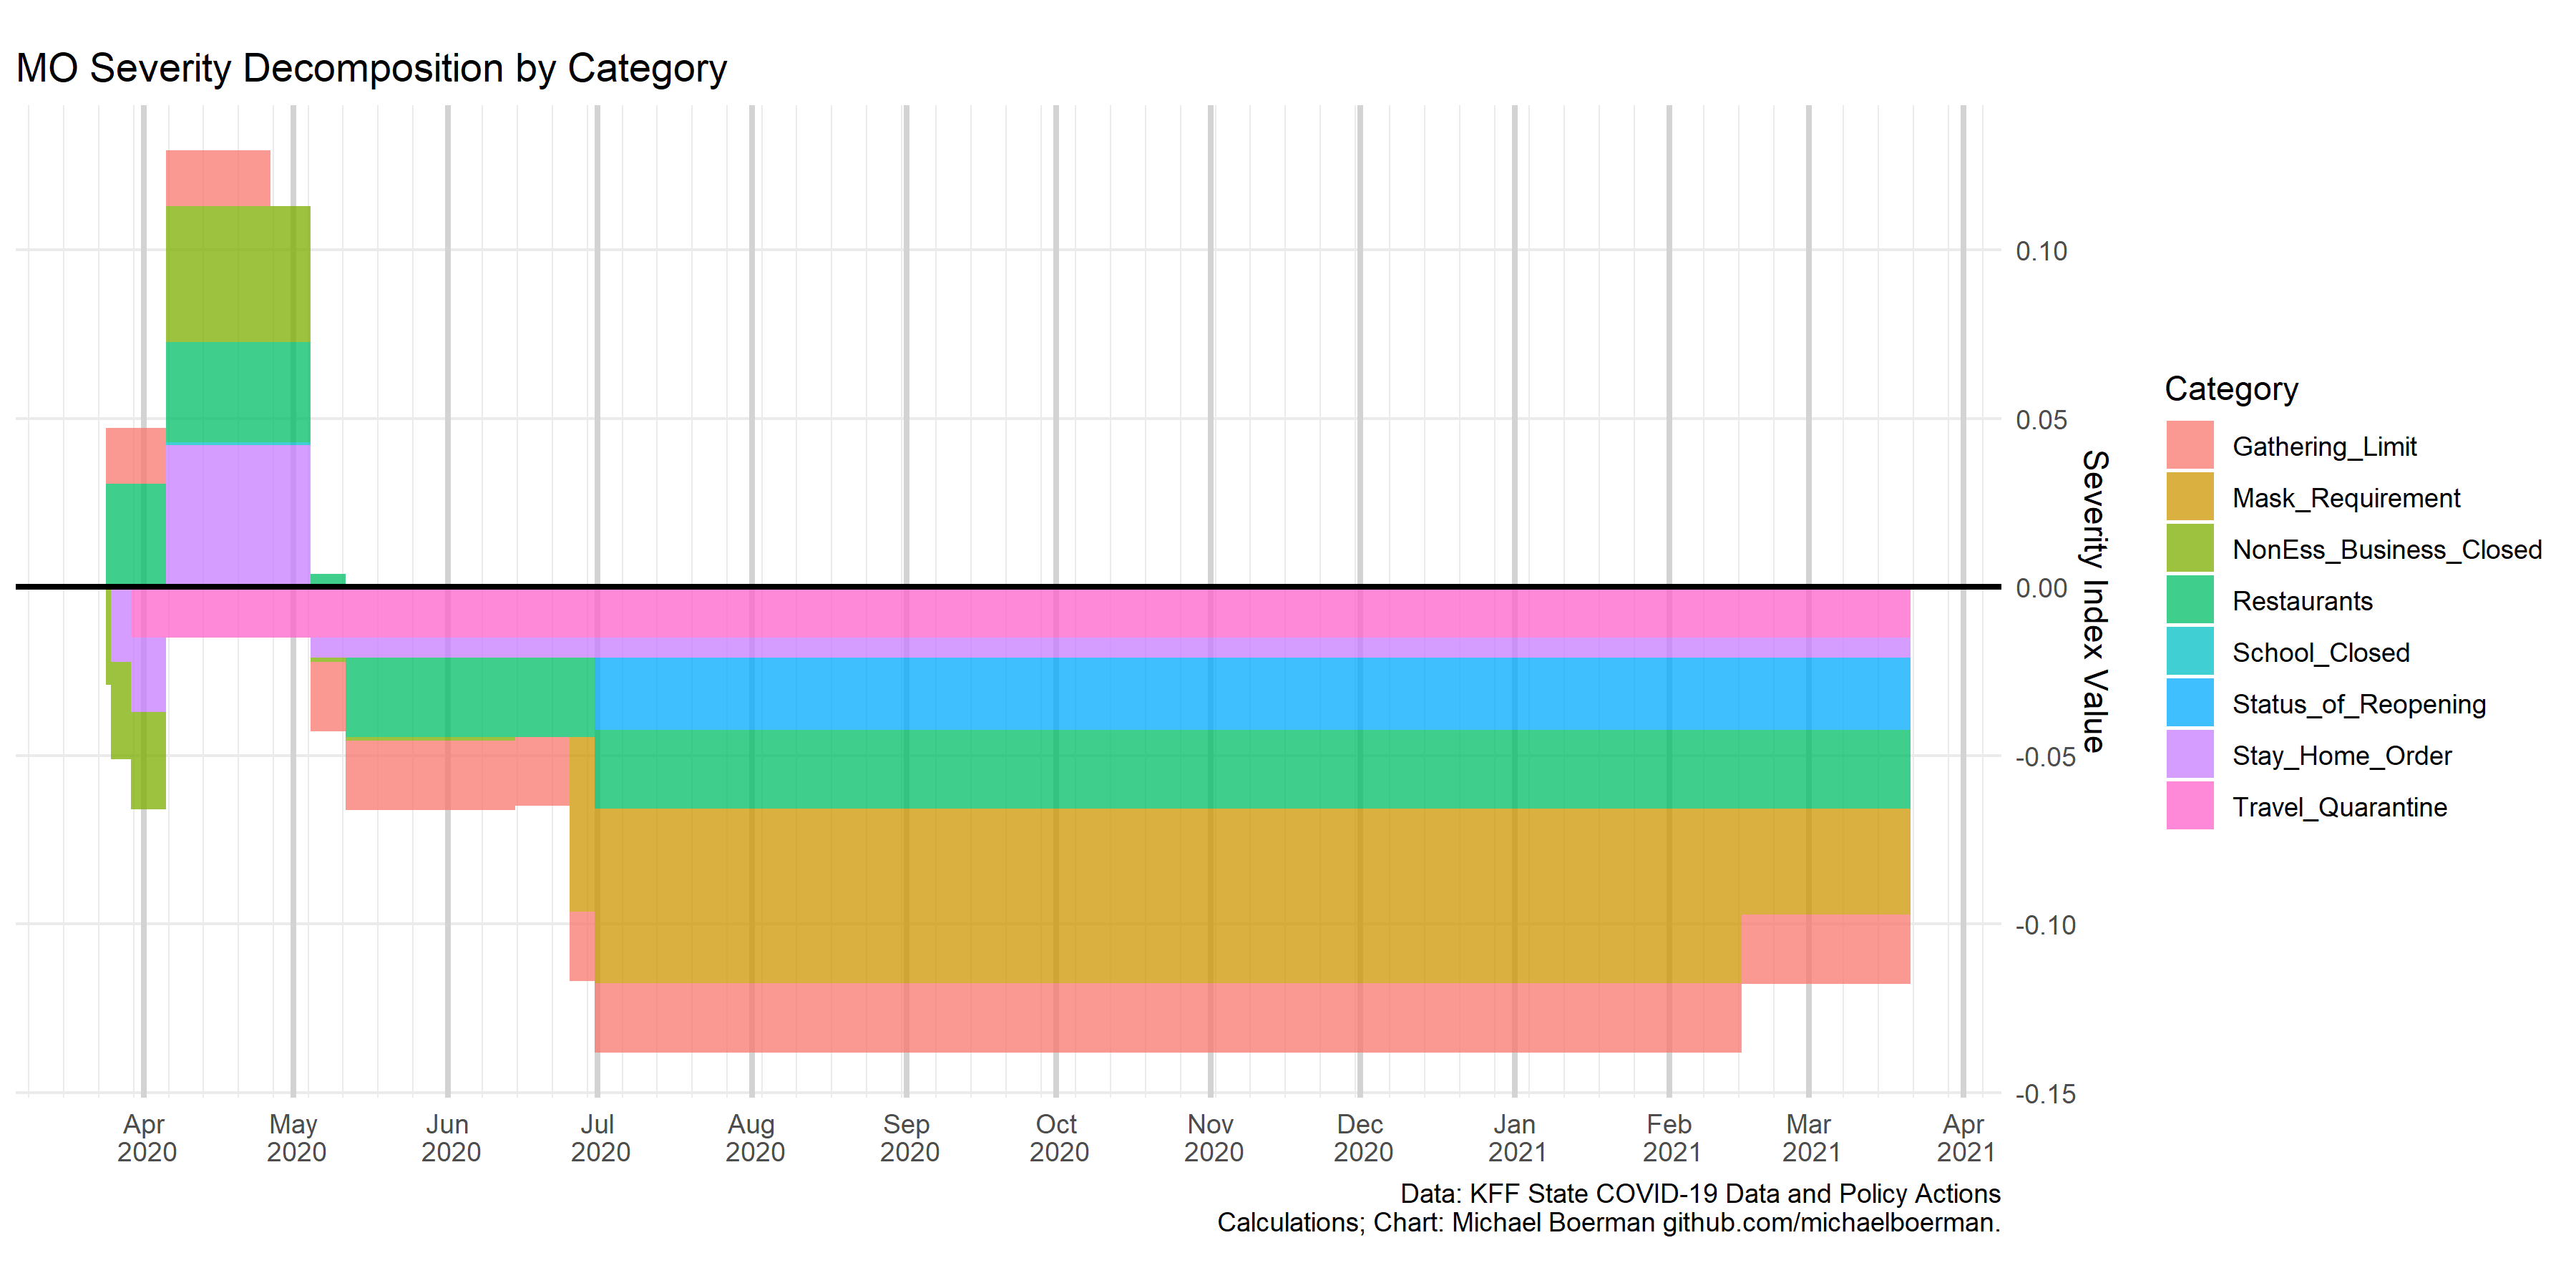 MO Severity Decomposition by Category
0.10
0.05
0.00
-0.05
-0.10
-0.15
Severity Index Value
Apr
2020
May
2020
Jun
2020
Jul
2020
Aug
2020
Sep
2020
Oct
2020
Nov
2020
Dec
2020
Jan
2021
Feb
2021
Mar
2021
Apr
2021
Category
Gathering_Limit
Mask_Requirement
NonEss_Business_Closed
Restaurants
School_Closed
Status_of_Reopening
Stay_Home_Order
Travel_Quarantine
Data: KFF State COVID-19 Data and Policy Actions
Calculations; Chart: Michael Boerman github.com/michaelboerman.